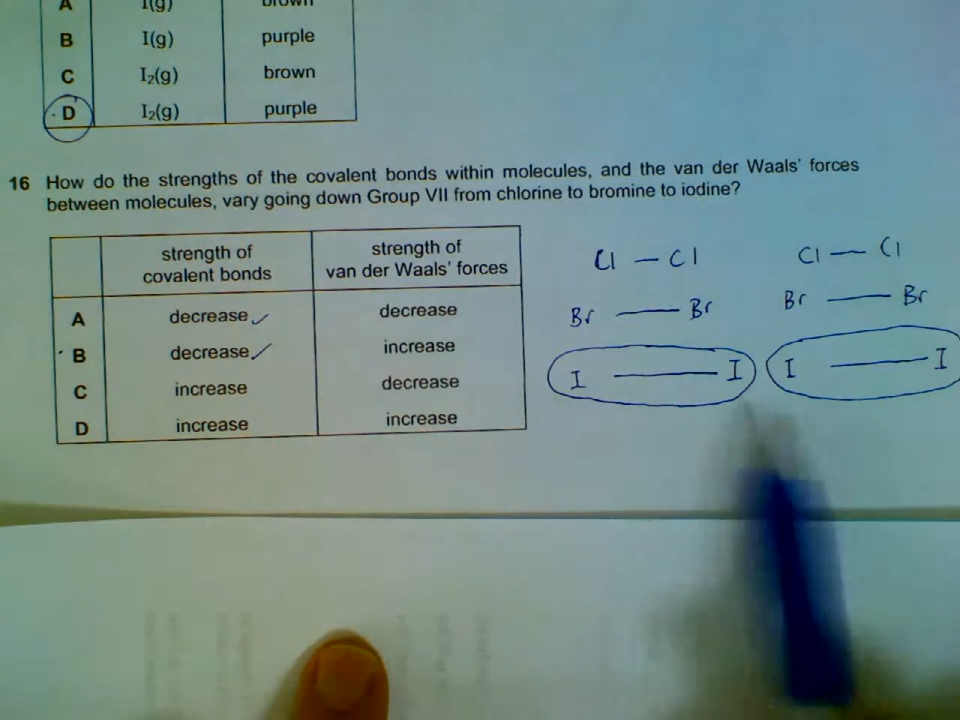 A I(g) brown
B I(g) purple
C I₂(g) brown
D I₂(g) purple
16 How do the strengths of the covalent bonds within molecules, and the van der Waals' forces
between molecules, vary going down Group VII from chlorine to bromine to iodine?
strength of covalent bonds
strength of van der Waals' forces
A decrease ✓ decrease
B decrease ✓ increase
C increase decrease
D increase increase
Cl — Cl Cl — Cl
Br — Br Br — Br
I — I I — I